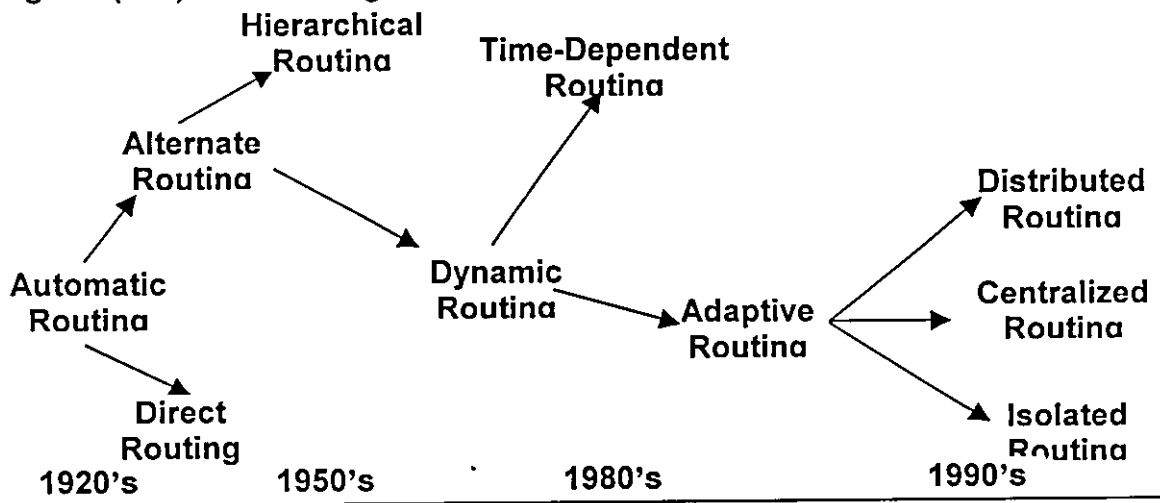 Hierarchical
Routing
Time-Dependent
Routing
Alternate
Routing
Distributed
Routing
Automatic
Routing
Dynamic
Routing
Adaptive
Routing
Centralized
Routing
Direct
Routing
Isolated
Routing
1920's 1950's 1980's 1990's